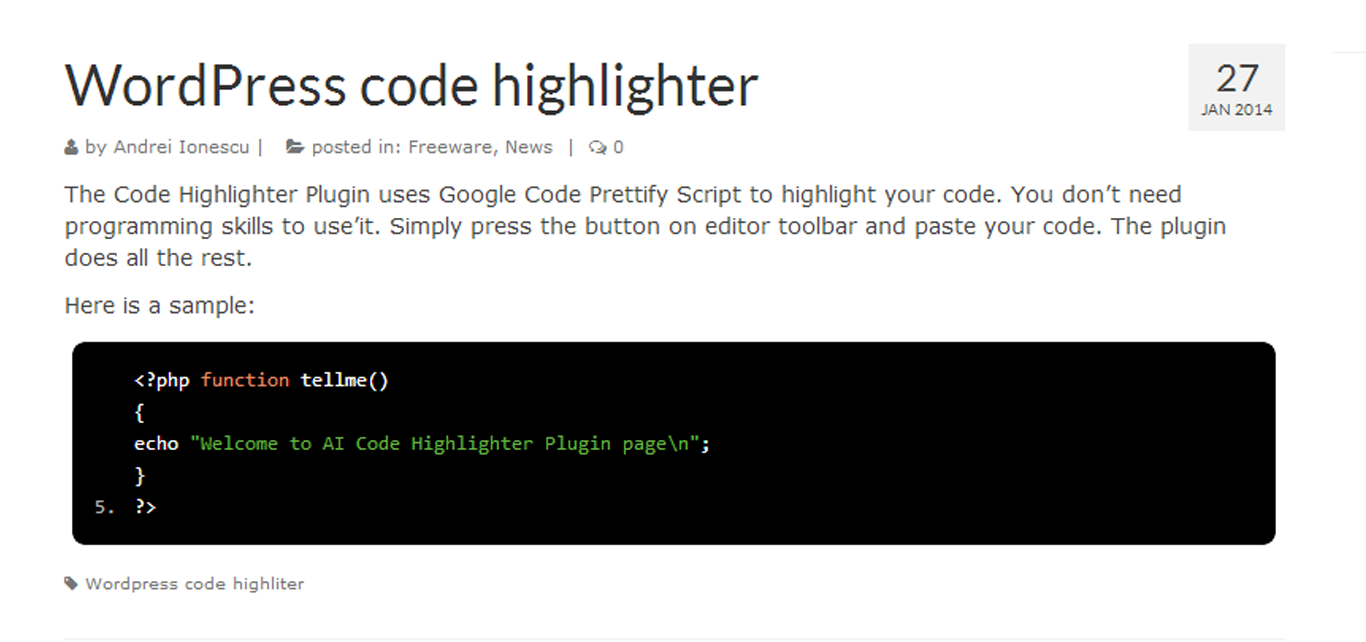 WordPress code highlighter
27
JAN 2014
by Andrei Ionescu | posted in: Freeware, News | 0
The Code Highlighter Plugin uses Google Code Prettify Script to highlight your code. You don’t need
programming skills to use’it. Simply press the button on editor toolbar and paste your code. The plugin
does all the rest.
Here is a sample:
<?php function tellme()
{
echo "Welcome to AI Code Highlighter Plugin page\n";
}
5. ?>
Wordpress code highliter